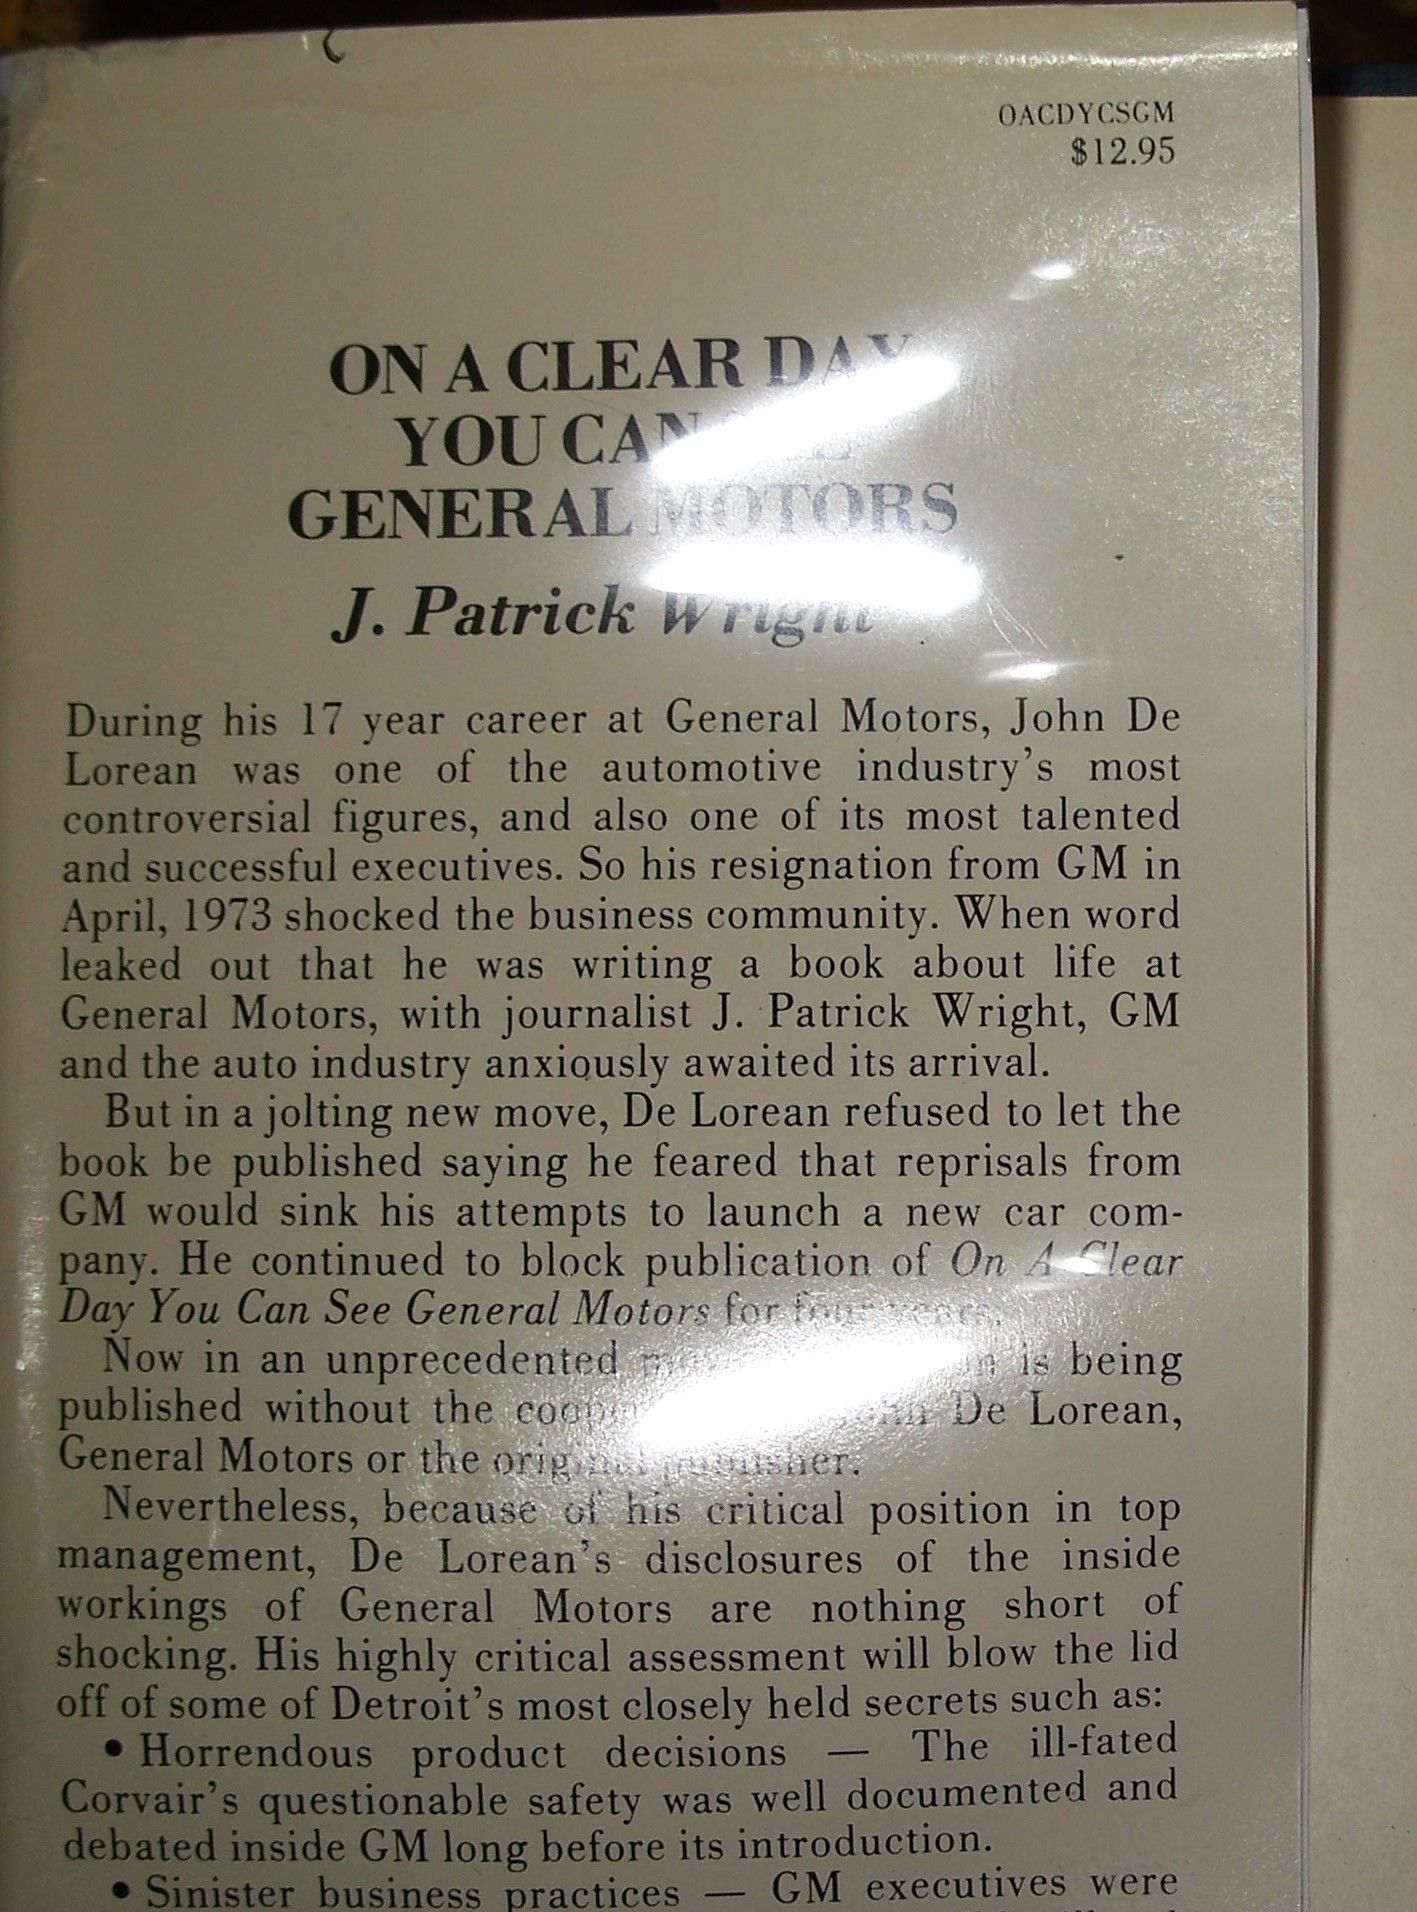 OACDYCSGM
$12.95
ON A CLEAR DAY
YOU CAN
GENERAL MOTORS
J. Patrick Wright
During his 17 year career at General Motors, John De
Lorean was one of the automotive industry's most
controversial figures, and also one of its most talented
and successful executives. So his resignation from GM in
April, 1973 shocked the business community. When word
leaked out that he was writing a book about life at
General Motors, with journalist J. Patrick Wright, GM
and the auto industry anxiously awaited its arrival.
But in a jolting new move, De Lorean refused to let the
book be published saying he feared that reprisals from
GM would sink his attempts to launch a new car com-
pany. He continued to block publication of On A Clear
Day You Can See General Motors for four years.
Now in an unprecedented is being
published without the De Lorean,
General Motors or the original publisher.
Nevertheless, because of his critical position in top
management, De Lorean's disclosures of the inside
workings of General Motors are nothing short of
shocking. His highly critical assessment will blow the lid
off of some of Detroit's most closely held secrets such as:
• Horrendous product decisions — The ill-fated
Corvair's questionable safety was well documented and
debated inside GM long before its introduction.
• Sinister business practices — GM executives were